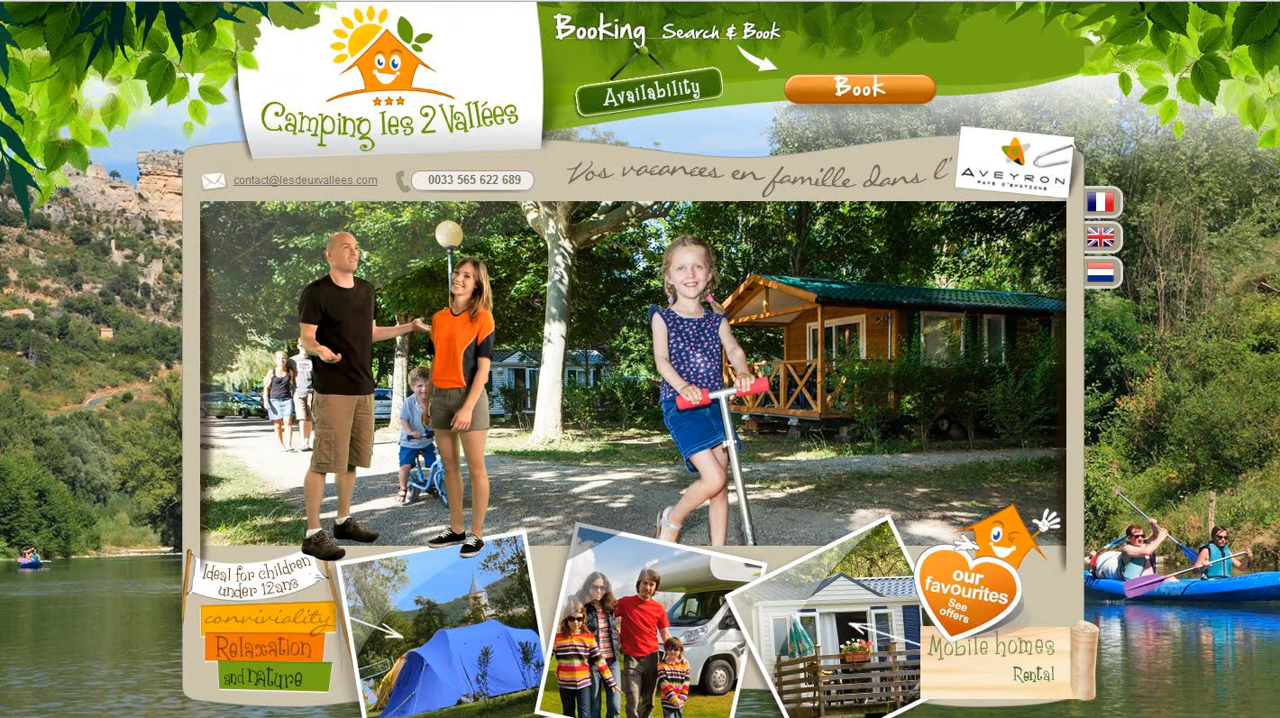 Booking Search & Book
Availability
Book
Camping les 2 Vallées
contact@lesdeuxvallees.com
0033 565 622 689
Vos vacances en famille dans l'
AVEYRON
PAYS D'ÉMOTIONS
Ideal for children
under 12ans
conviviality
Relaxation
and nature
our
favourites
See
offers
Mobile homes
Rental